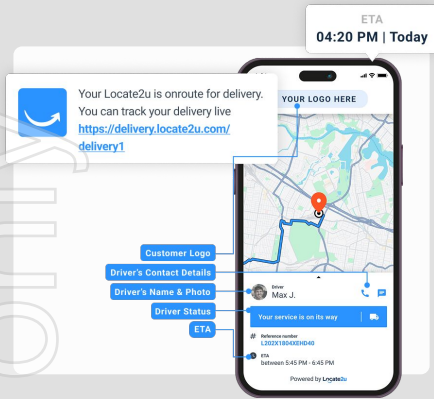 ETA
04:20 PM | Today
Your Locate2u is onroute for delivery.
You can track your delivery live
https://delivery.locate2u.com/
delivery1
YOUR LOGO HERE
Customer Logo
Driver's Contact Details
Driver's Name & Photo
Driver Status
ETA
Driver
Max J.
Your service is on its way
# Reference number
L202X1804XEHD40
ETA
between 5:45 PM - 6:45 PM
Powered by Locate2u